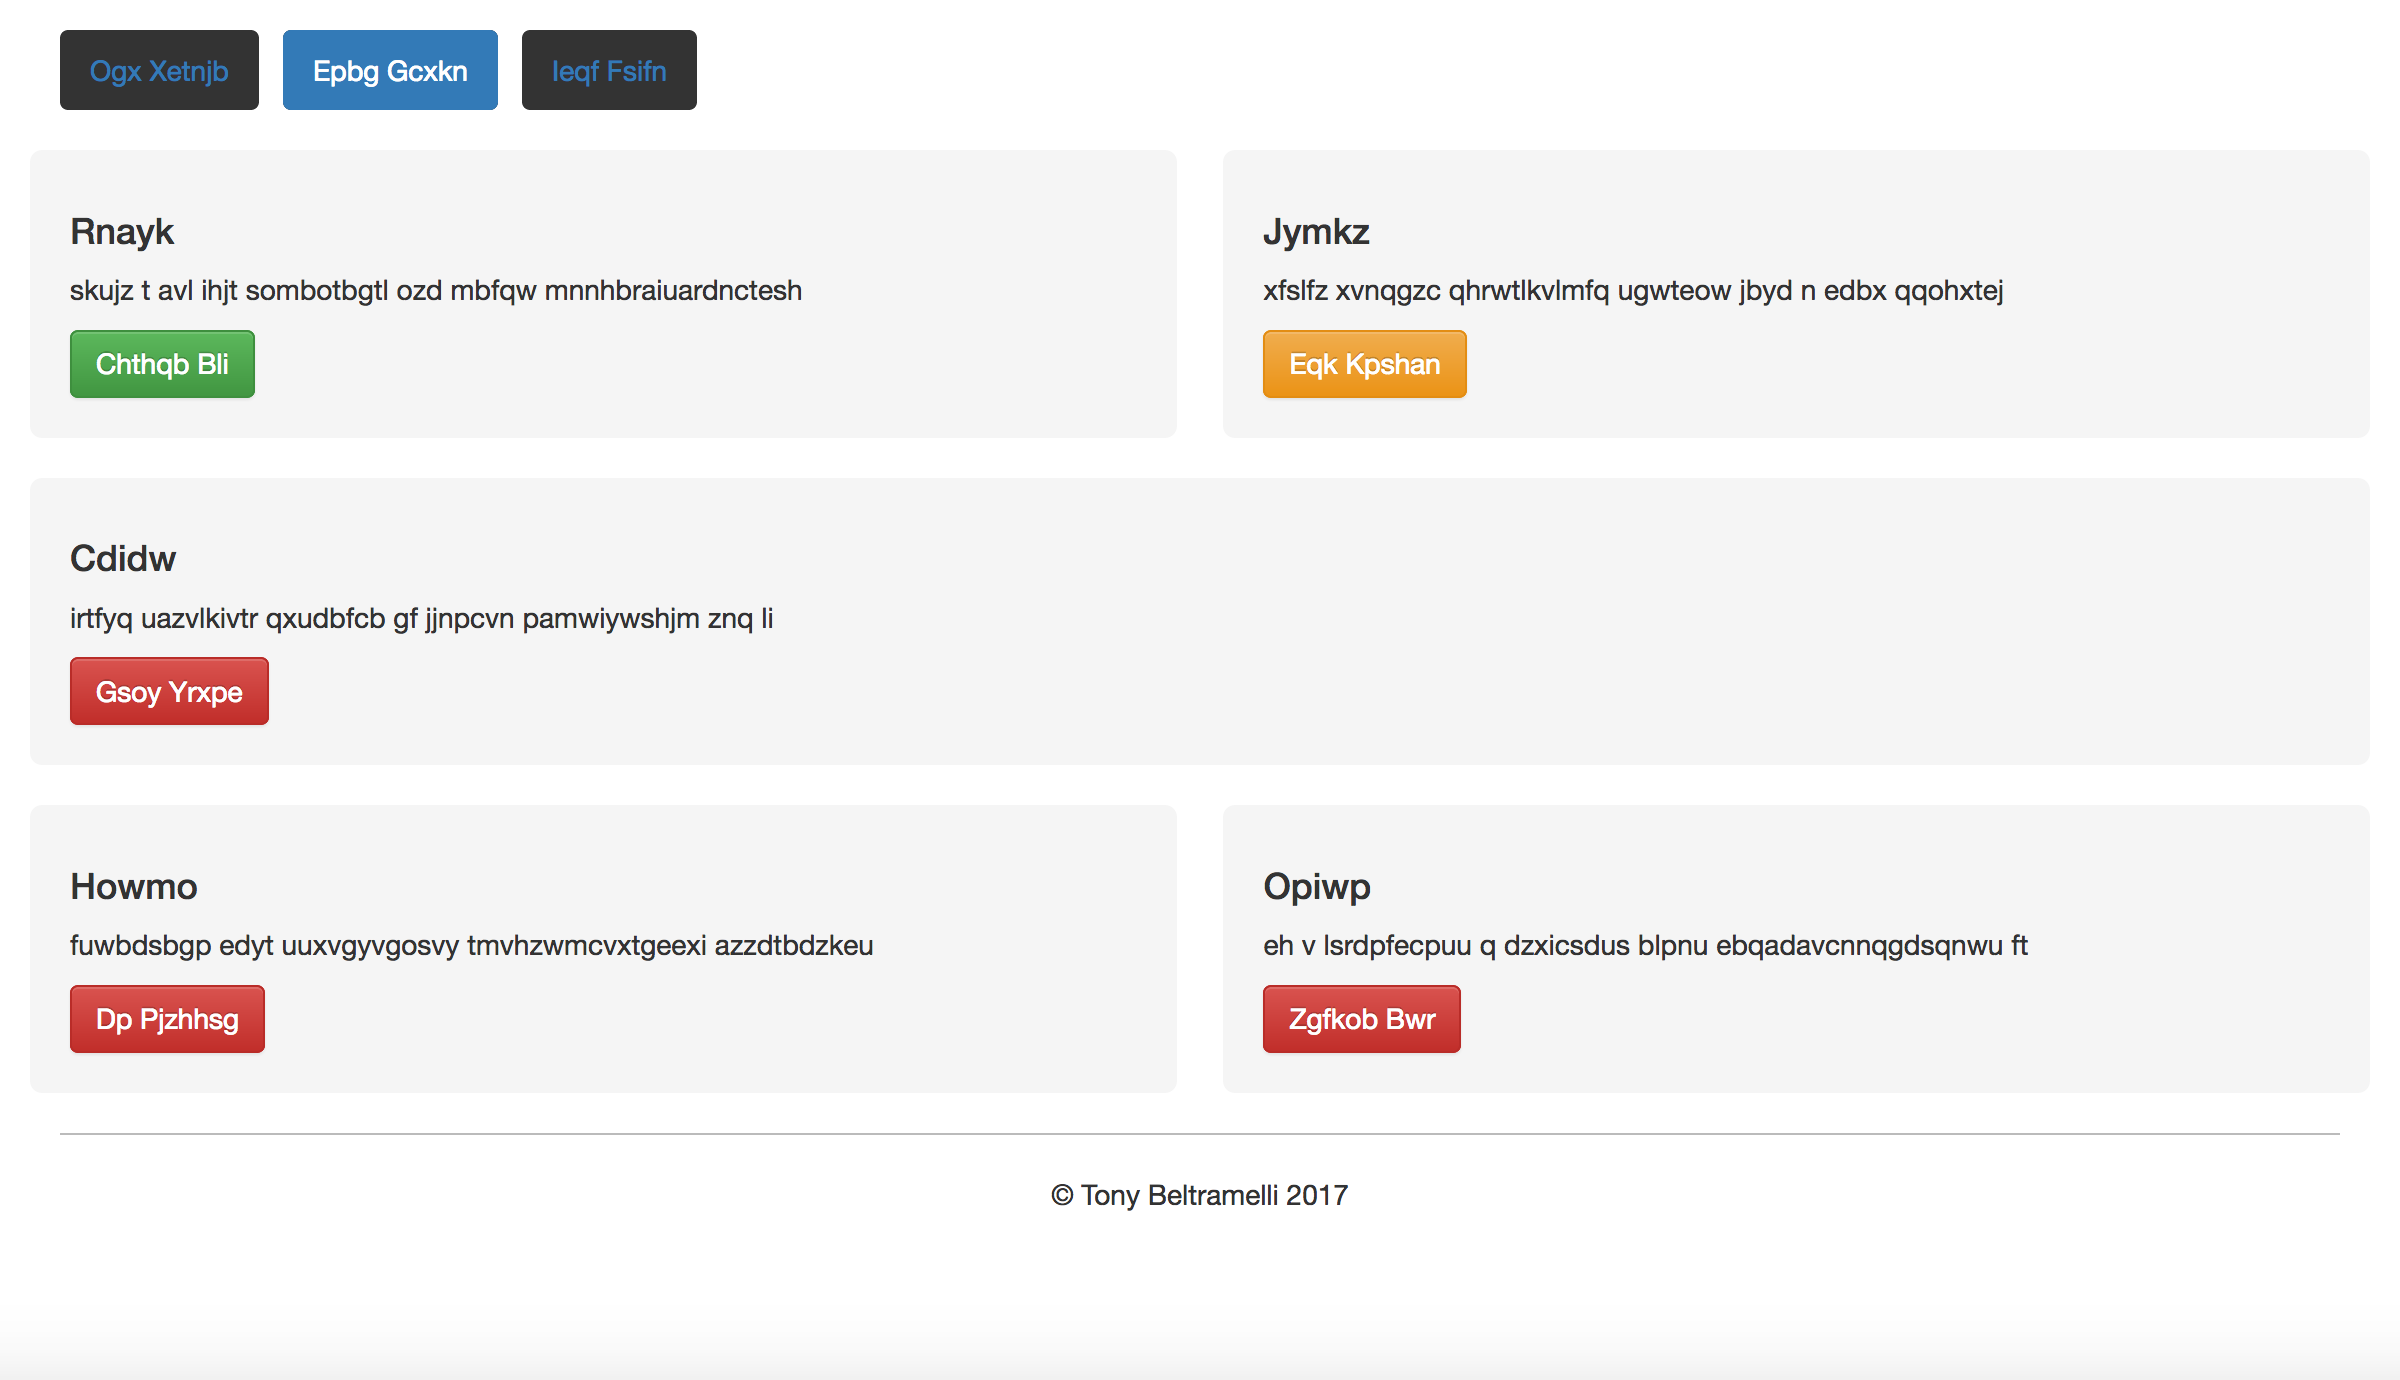 Ogx Xetnjb Epbg Gcxkn Ieqf Fsifn
Rnayk
skujz t avl ihjt sombotbgtl ozd mbfqw mnnhbraiuardnctesh
Chthqb Bli
Jymkz
xfslfz xvnqgzc qhrwtlkvlmfq ugwteow jbyd n edbx qqohxtej
Eqk Kpshan
Cdidw
irtfyq uazvlkivtr qxudbfcb gf jjnpcvn pamwiywshjm znq li
Gsoy Yrxpe
Howmo
fuwbdsbgp edyt uuxvgyvgosvy tmvhzwmcvxtgeexi azzdtbdzkeu
Dp Pjzhhsg
Opiwp
eh v lsrdpfecpuu q dzxicsdus blpnu ebqadavcnnqgdsqnwu ft
Zgfkob Bwr
© Tony Beltramelli 2017